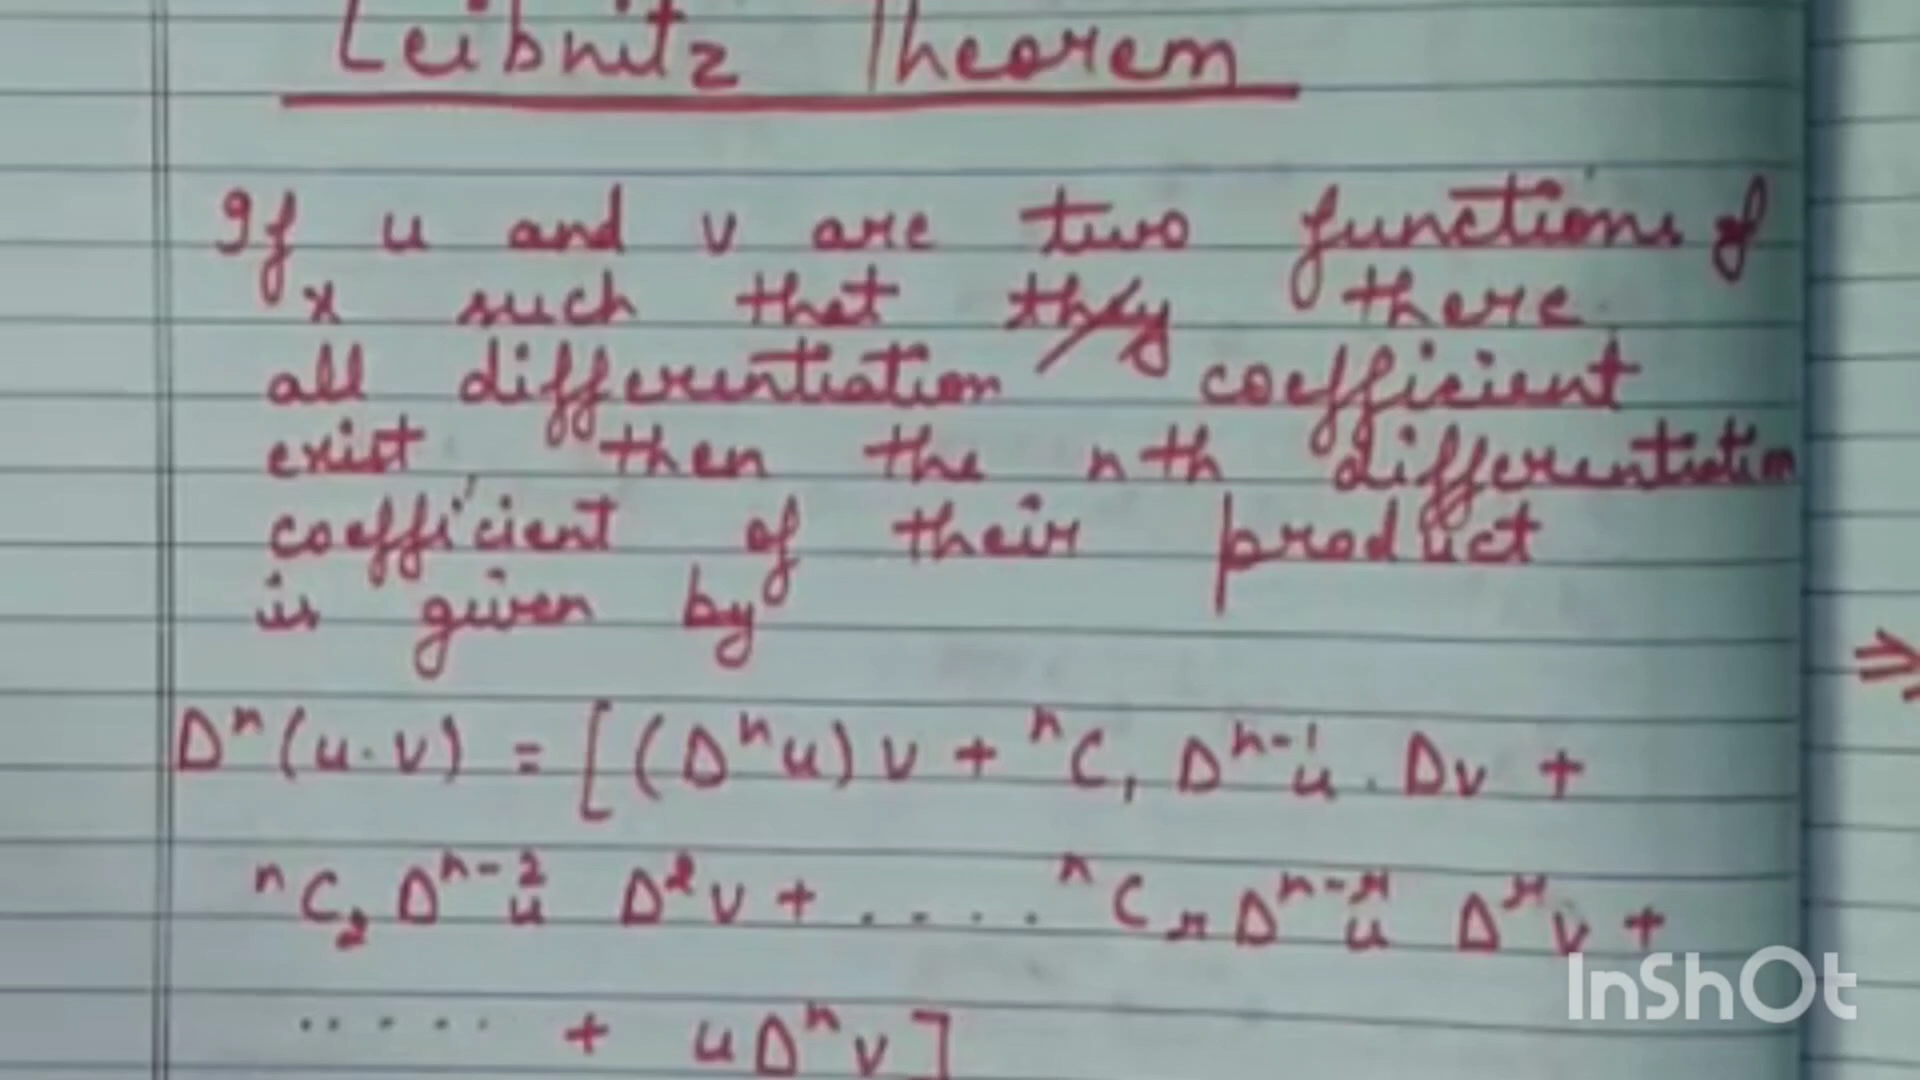 Leibnitz Theorem
If u and v are two functions of
x such that they there
all differentiation coefficient
exist, then the nth differentiation
coefficient of their product
is given by
⇒
Dⁿ(u.v) = [(Dⁿu)v + ⁿC₁ Dⁿ⁻¹u . Dv +
ⁿC₂ Dⁿ⁻²u D²v + .... ⁿCᵣ Dⁿ⁻ʳu Dʳv +
..... + uDⁿv]
InShOt